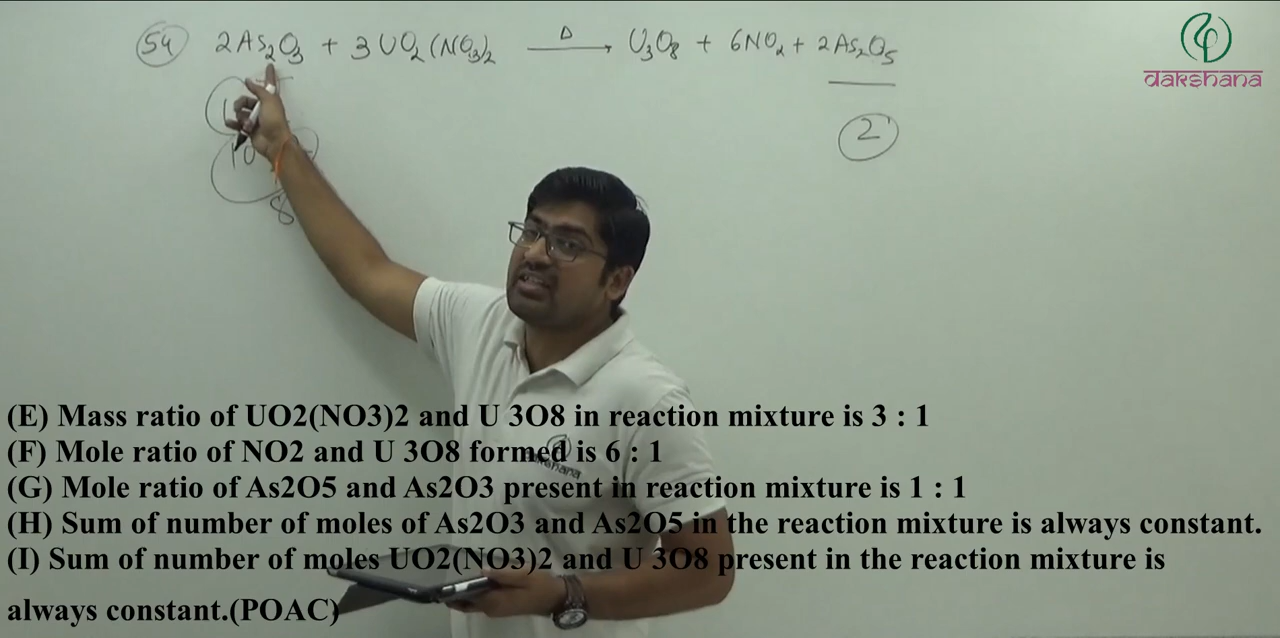 54 2As₂O₃ + 3UO₂(NO₃)₂ Δ → U₃O₈ + 6NO₂ + 2As₂O₅
dakshana
10
2
8
(E) Mass ratio of UO2(NO3)2 and U 3O8 in reaction mixture is 3 : 1
(F) Mole ratio of NO2 and U 3O8 formed is 6 : 1
(G) Mole ratio of As2O5 and As2O3 present in reaction mixture is 1 : 1
(H) Sum of number of moles of As2O3 and As2O5 in the reaction mixture is always constant.
(I) Sum of number of moles UO2(NO3)2 and U 3O8 present in the reaction mixture is
always constant.(POAC)